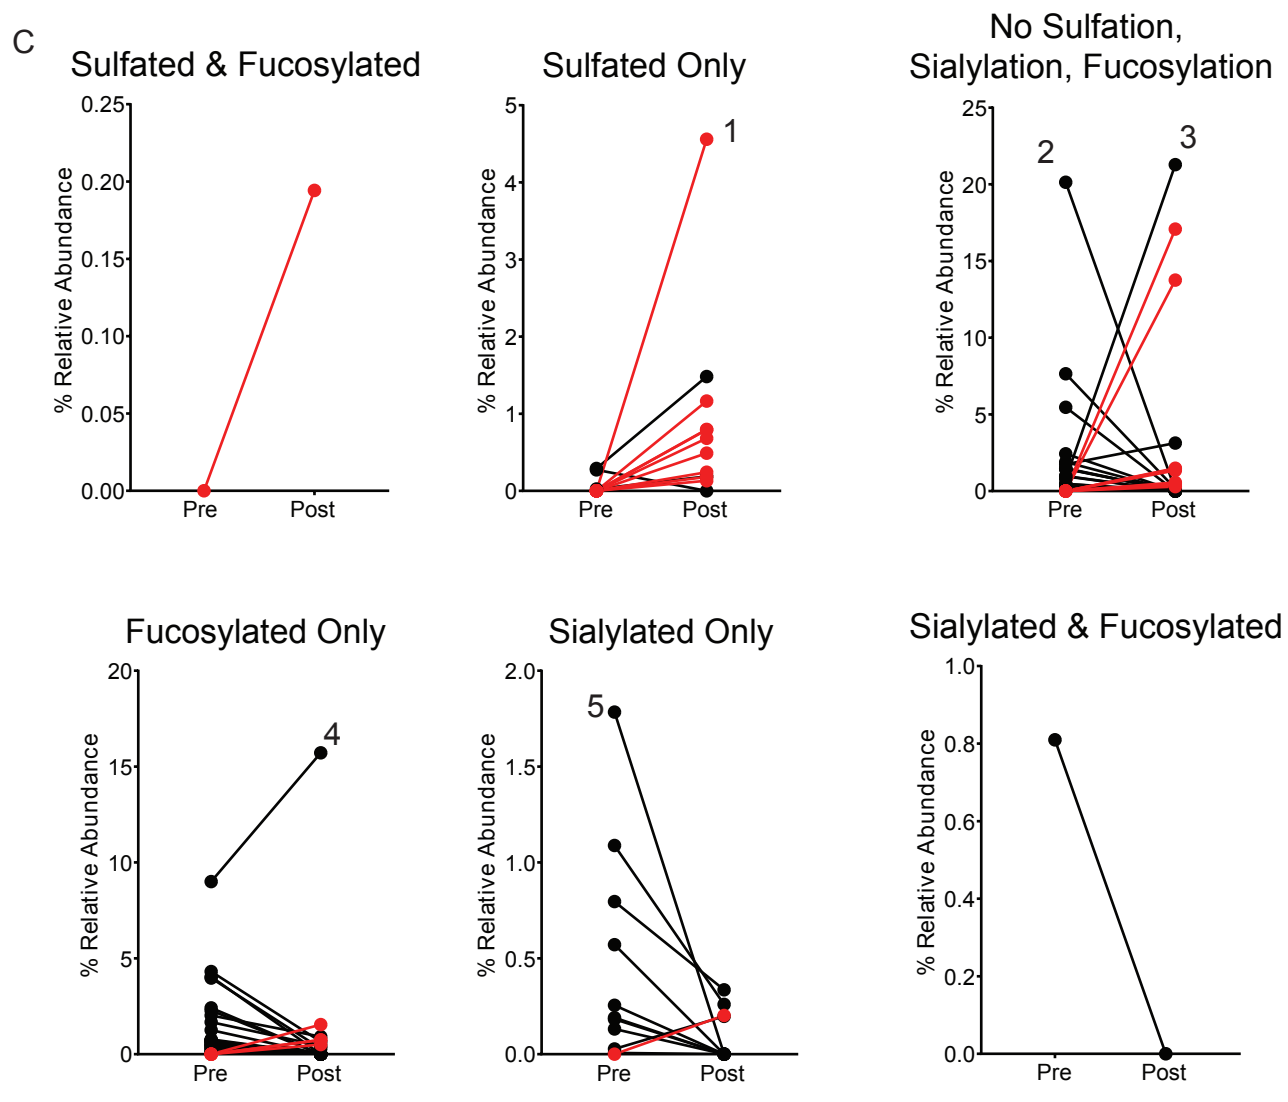 C
Sulfated & Fucosylated
% Relative Abundance
0.25
0.20
0.15
0.10
0.05
0.00
Pre
Post
Sulfated Only
% Relative Abundance
5
4
3
2
1
0
1
Pre
Post
No Sulfation,
Sialylation, Fucosylation
% Relative Abundance
25
20
15
10
5
0
2
3
Pre
Post
Fucosylated Only
% Relative Abundance
20
15
10
5
0
4
Pre
Post
Sialylated Only
% Relative Abundance
2.0
1.5
1.0
0.5
0.0
5
Pre
Post
Sialylated & Fucosylated
% Relative Abundance
1.0
0.8
0.6
0.4
0.2
0.0
Pre
Post